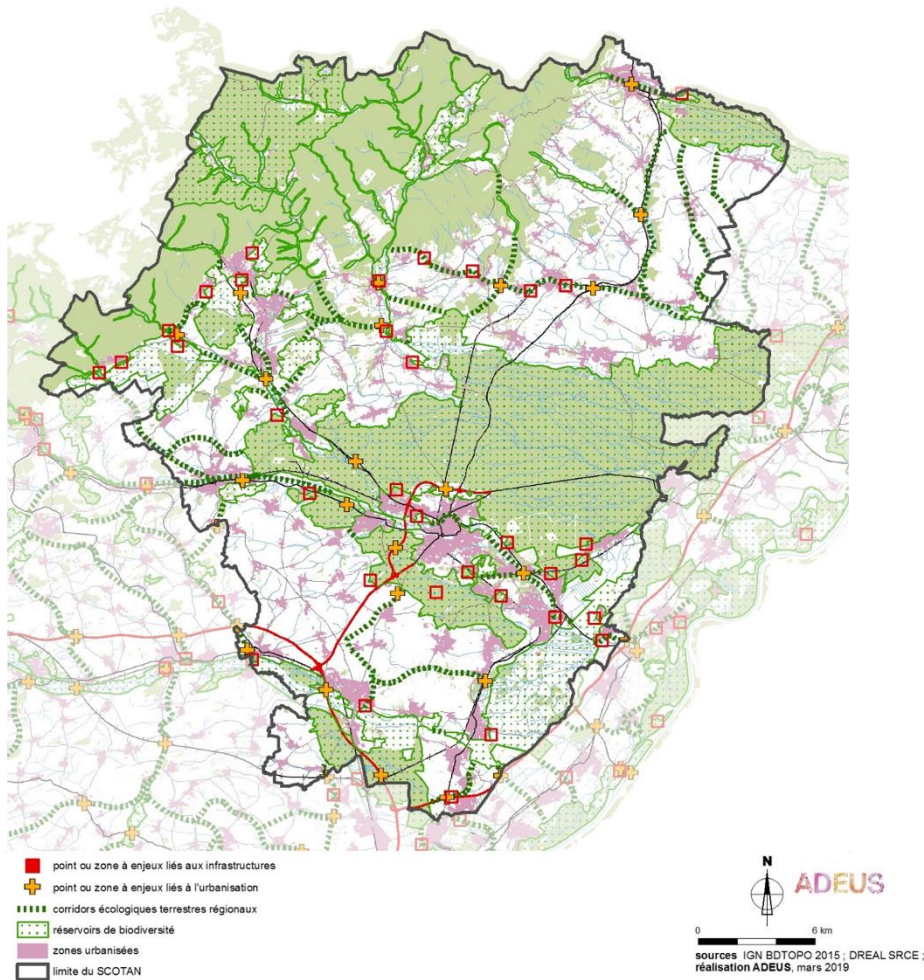 point ou zone à enjeux liés aux infrastructures
point ou zone à enjeux liés à l'urbanisation
corridors écologiques terrestres régionaux
réservoirs de biodiversité
zones urbanisées
limite du SCOTAN
N
ADEUS
0 6 km
sources IGN BDTOPO 2015 ; DREAL SRCE ;
réalisation ADEUS, mars 2019